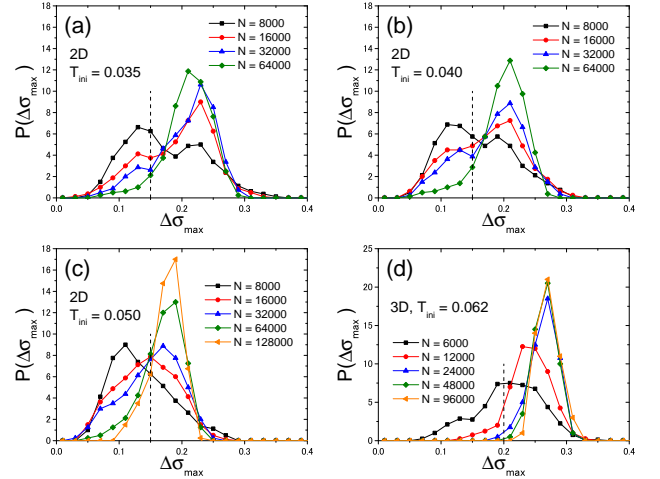 (a)
2D
T_ini = 0.035
N = 8000
N = 16000
N = 32000
N = 64000
P(Δσ_max)
18
16
14
12
10
8
6
4
2
0
0.0 0.1 0.2 0.3 0.4
Δσ_max
(b)
2D
T_ini = 0.040
N = 8000
N = 16000
N = 32000
N = 64000
P(Δσ_max)
18
16
14
12
10
8
6
4
2
0
0.0 0.1 0.2 0.3 0.4
Δσ_max
(c)
2D
T_ini = 0.050
N = 8000
N = 16000
N = 32000
N = 64000
N = 128000
P(Δσ_max)
18
16
14
12
10
8
6
4
2
0
0.0 0.1 0.2 0.3 0.4
Δσ_max
(d)
3D, T_ini = 0.062
N = 6000
N = 12000
N = 24000
N = 48000
N = 96000
P(Δσ_max)
25
20
15
10
5
0
0.0 0.1 0.2 0.3 0.4
Δσ_max